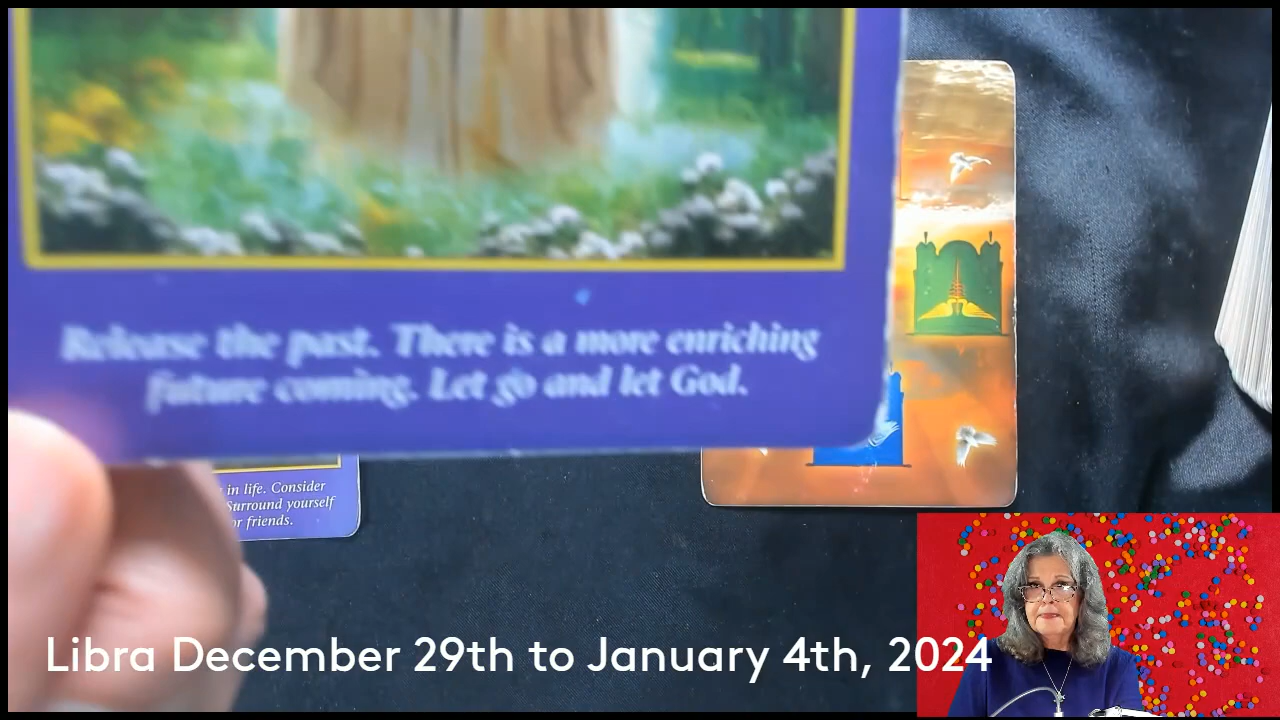 Release the past. There is a more enriching
future coming. Let go and let God.
in life. Consider
Surround yourself
or friends.
Libra December 29th to January 4th, 2024